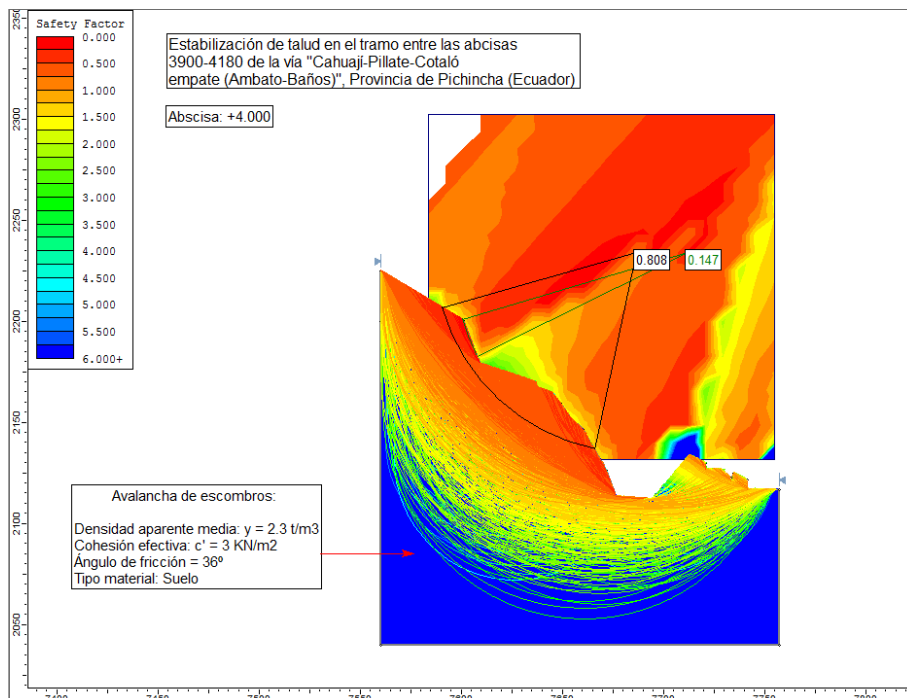 Safety Factor
0.000
0.500
1.000
1.500
2.000
2.500
3.000
3.500
4.000
4.500
5.000
5.500
6.000+
Estabilización de talud en el tramo entre las abcisas
3900-4180 de la vía "Cahuají-Pillate-Cotaló
empate (Ambato-Baños)", Provincia de Pichincha (Ecuador)
Abscisa: +4.000
0.808
0.147
Avalancha de escombros:
Densidad aparente media: y = 2.3 t/m3
Cohesión efectiva: c' = 3 KN/m2
Ángulo de fricción = 36º
Tipo material: Suelo
2350
2300
2250
2200
2150
2100
2050